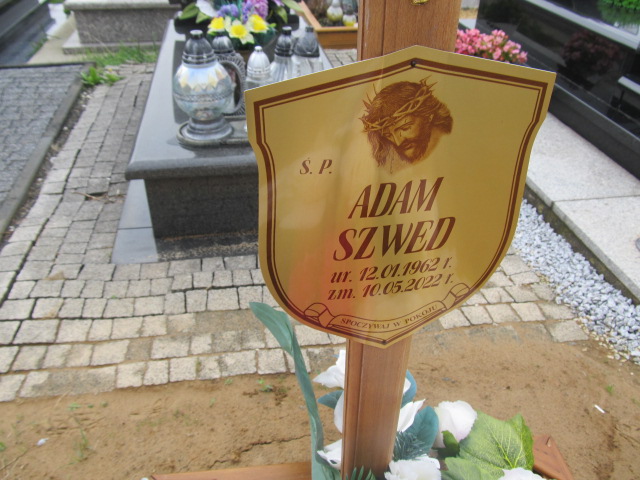 Ś. P.
ADAM
SZWED
ur. 12.01.1962 r.
zm. 10.05.2022 r.
SPOCZYWAJ W POKOJU